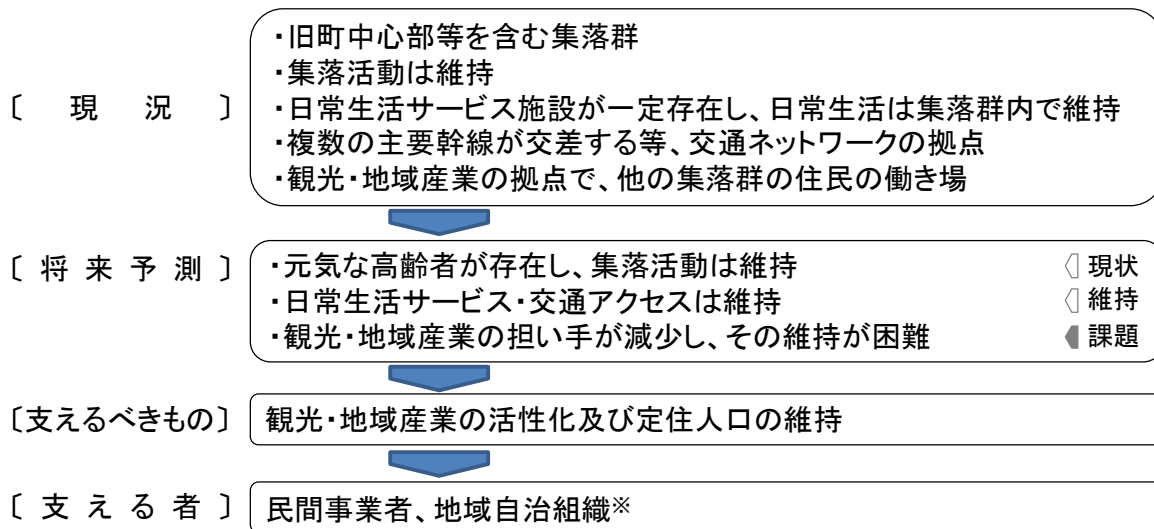 ・旧町中心部等を含む集落群
・集落活動は維持
〔 現 況 〕
・日常生活サービス施設が一定存在し、日常生活は集落群内で維持
・複数の主要幹線が交差する等、交通ネットワークの拠点
・観光・地域産業の拠点で、他の集落群の住民の働き場
〔 将 来 予 測 〕
・元気な高齢者が存在し、集落活動は維持 現状
・日常生活サービス・交通アクセスは維持 維持
・観光・地域産業の担い手が減少し、その維持が困難 課題
〔支えるべきもの〕 観光・地域産業の活性化及び定住人口の維持
〔 支 え る 者 〕 民間事業者、地域自治組織※